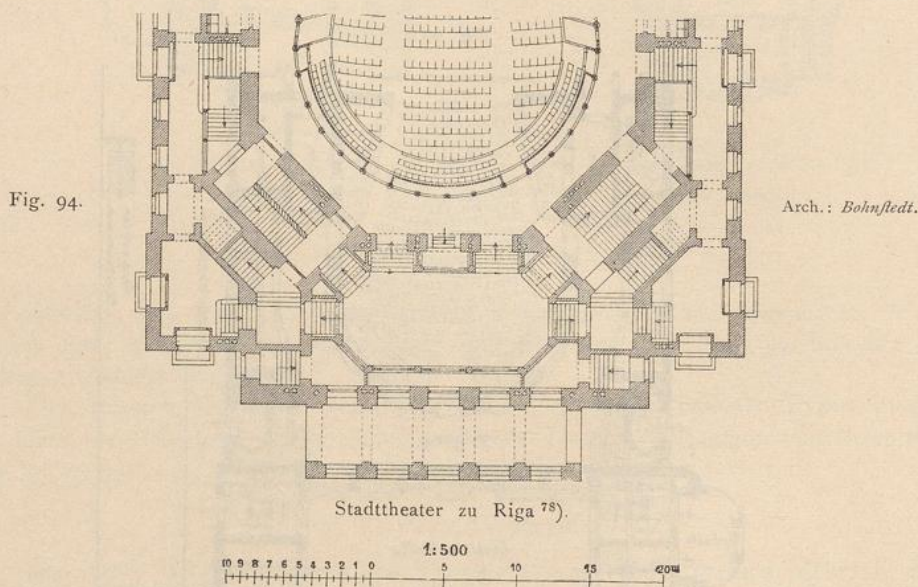 Fig. 94.
Arch.: Bohnſtedt.
Stadttheater zu Riga ⁷⁸).
1:500
10 9 8 7 6 5 4 3 2 1 0 5 10 15 20 m